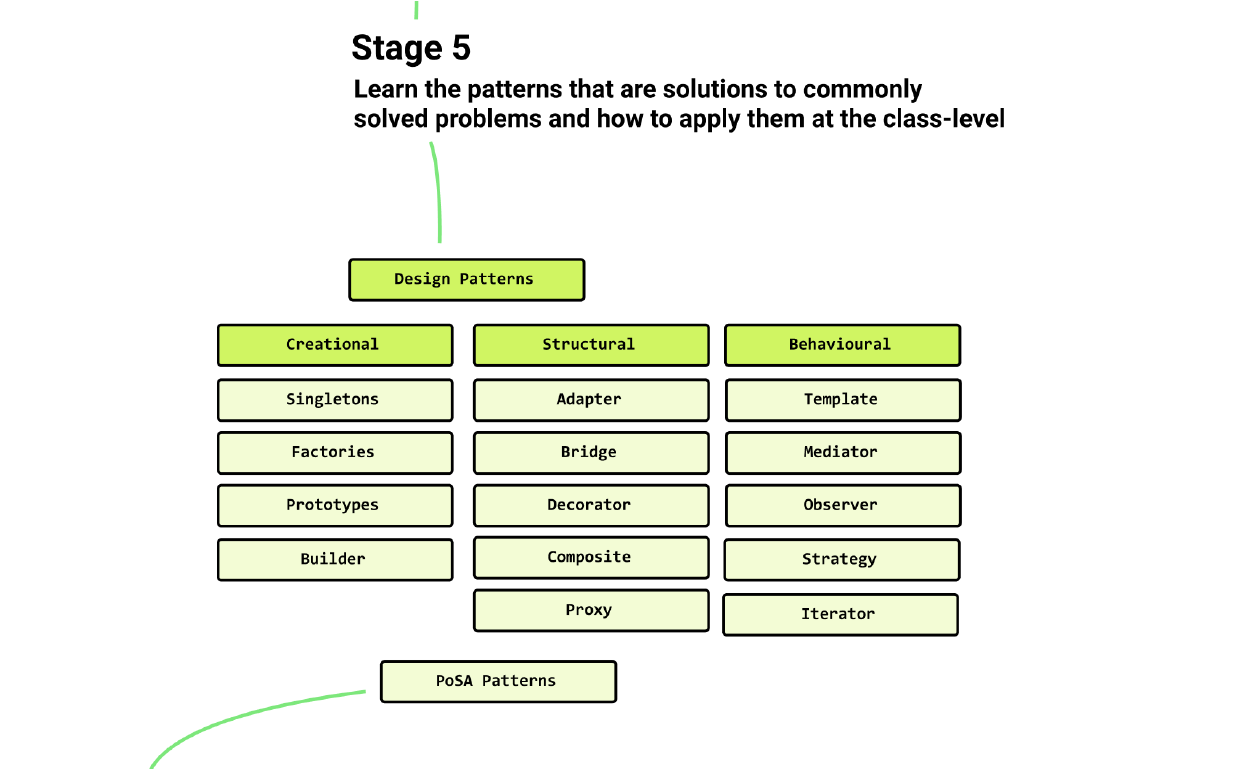 Stage 5
Learn the patterns that are solutions to commonly
solved problems and how to apply them at the class-level
Design Patterns
Creational
Structural
Behavioural
Singletons
Adapter
Template
Factories
Bridge
Mediator
Prototypes
Decorator
Observer
Builder
Composite
Strategy
Proxy
Iterator
PoSA Patterns